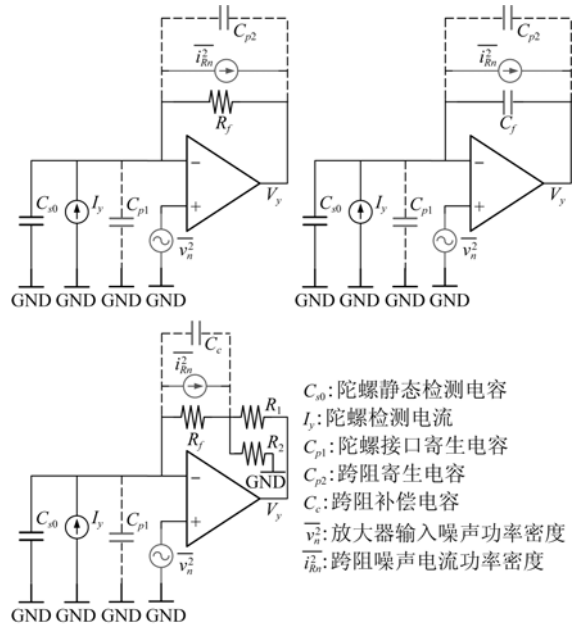 C_{p2} C_{p2}
\overline{i_{Rn}^2} \overline{i_{Rn}^2}
R_f C_f
C_{s0} I_y C_{p1} − + V_y C_{s0} I_y C_{p1} − + V_y
\overline{v_n^2} \overline{v_n^2}
GND GND GND GND GND GND GND GND
C_c
\overline{i_{Rn}^2}
R_f R_1
R_2
GND
C_{s0} I_y C_{p1} − + V_y
\overline{v_n^2}
GND GND GND GND
C_{s0}:陀螺静态检测电容
I_y:陀螺检测电流
C_{p1}:陀螺接口寄生电容
C_{p2}:跨阻寄生电容
C_c:跨阻补偿电容
\overline{v_n^2}:放大器输入噪声功率密度
\overline{i_{Rn}^2}:跨阻噪声电流功率密度